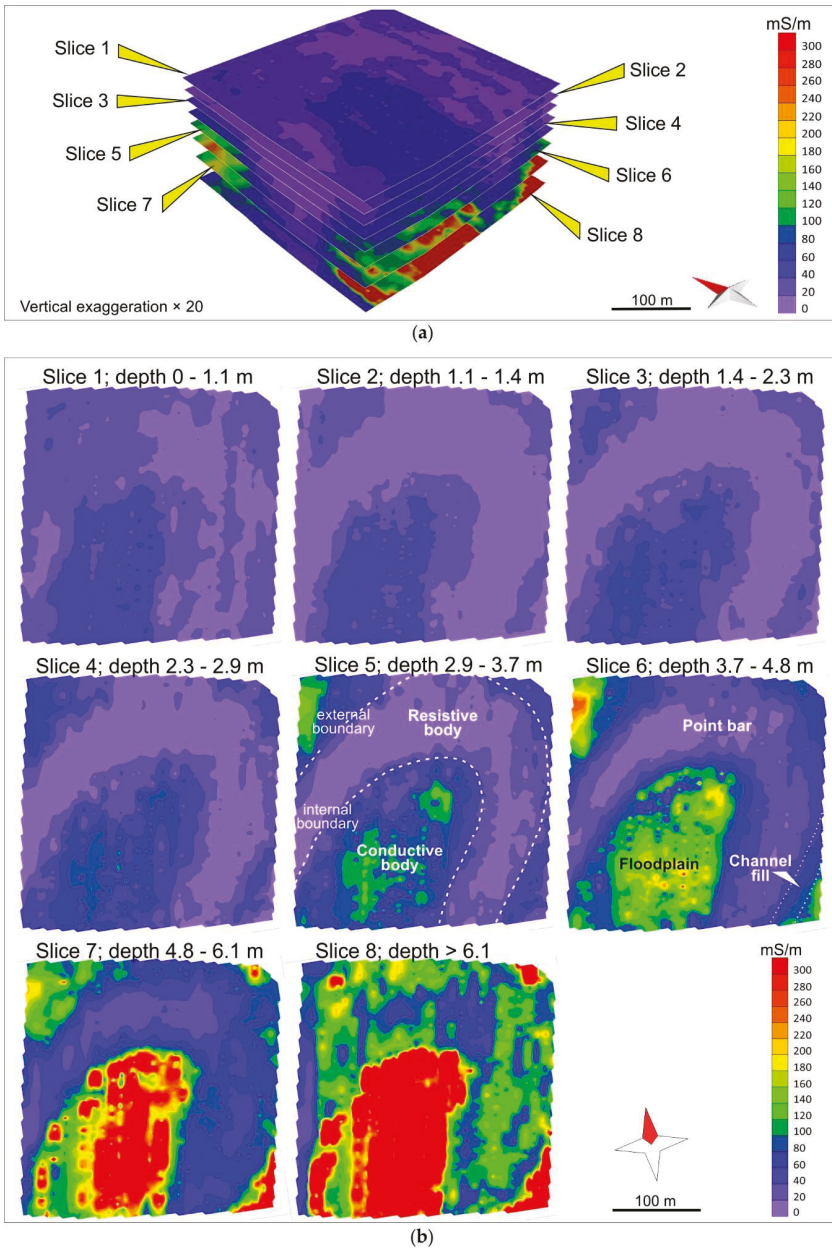 mS/m
300
280
260
240
220
200
180
160
140
120
100
80
60
40
20
0
Slice 1
Slice 2
Slice 3
Slice 4
Slice 5
Slice 6
Slice 7
Slice 8
Vertical exaggeration × 20
100 m
(a)
Slice 1; depth 0 - 1.1 m
Slice 2; depth 1.1 - 1.4 m
Slice 3; depth 1.4 - 2.3 m
Slice 4; depth 2.3 - 2.9 m
Slice 5; depth 2.9 - 3.7 m
Slice 6; depth 3.7 - 4.8 m
external
boundary
Resistive
body
internal
boundary
Conductive
body
Point bar
Floodplain
Channel
fill
Slice 7; depth 4.8 - 6.1 m
Slice 8; depth > 6.1
mS/m
300
280
260
240
220
200
180
160
140
120
100
80
60
40
20
0
100 m
(b)